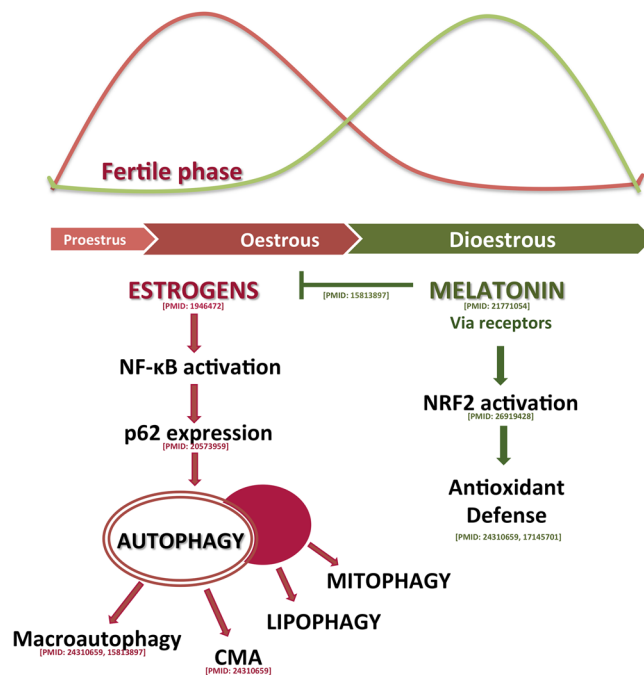 Fertile phase
Proestrus
Oestrous
Dioestrous
ESTROGENS
[PMID: 1946472]
[PMID: 15813897]
MELATONIN
[PMID: 21771054]
Via receptors
NF-κB activation
NRF2 activation
[PMID: 26919428]
p62 expression
[PMID: 20573959]
Antioxidant
Defense
[PMID: 24310659, 17145701]
AUTOPHAGY
MITOPHAGY
LIPOPHAGY
Macroautophagy
[PMID: 24310659, 15813897]
CMA
[PMID: 24310659]